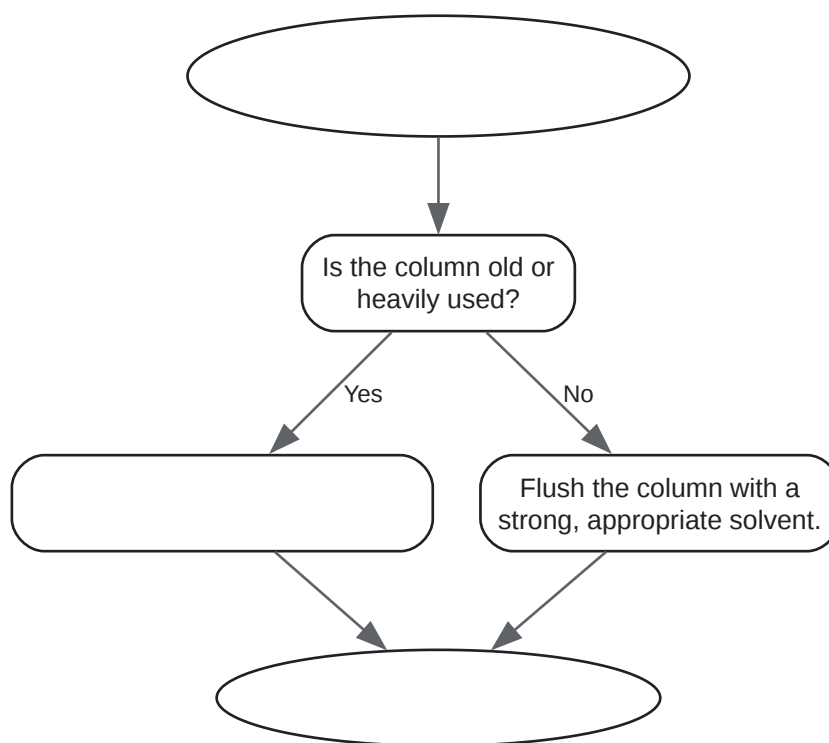 Is the column old or
heavily used?
Yes
No
Flush the column with a
strong, appropriate solvent.